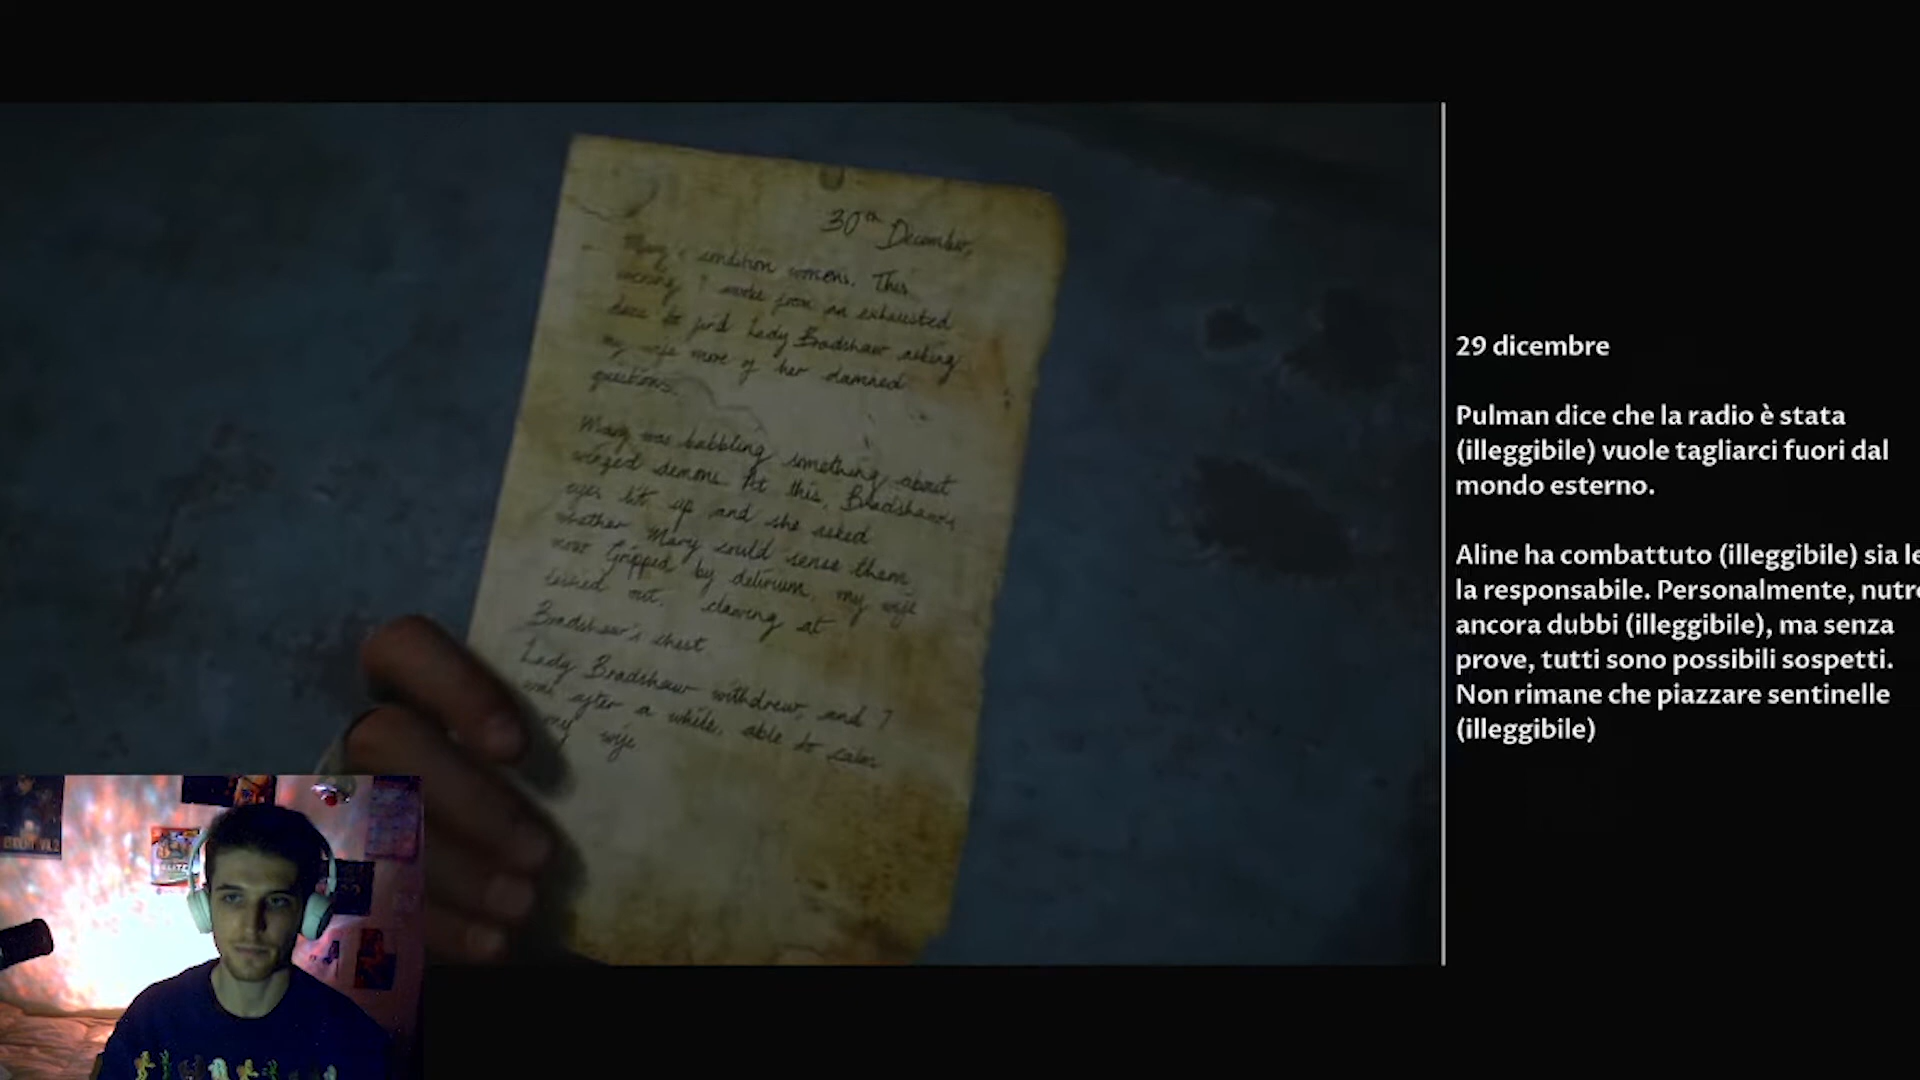 30th December,
Mary's condition worsens. This
morning I woke from an exhausted
doze to find Lady Bradshaw asking
my wife more of her damned
questions.
Mary was babbling something about
winged demons. At this, Bradshaw's
eyes lit up and she asked
whether Mary could sense them
now. Gripped by delirium, my wife
lashed out, clawing at
Bradshaw's chest.
Lady Bradshaw withdrew, and I
was after a while, able to calm
my wife
29 dicembre
Pulman dice che la radio è stata
(illeggibile) vuole tagliarci fuori dal
mondo esterno.
Aline ha combattuto (illeggibile) sia le
la responsabile. Personalmente, nutro
ancora dubbi (illeggibile), ma senza
prove, tutti sono possibili sospetti.
Non rimane che piazzare sentinelle
(illeggibile)